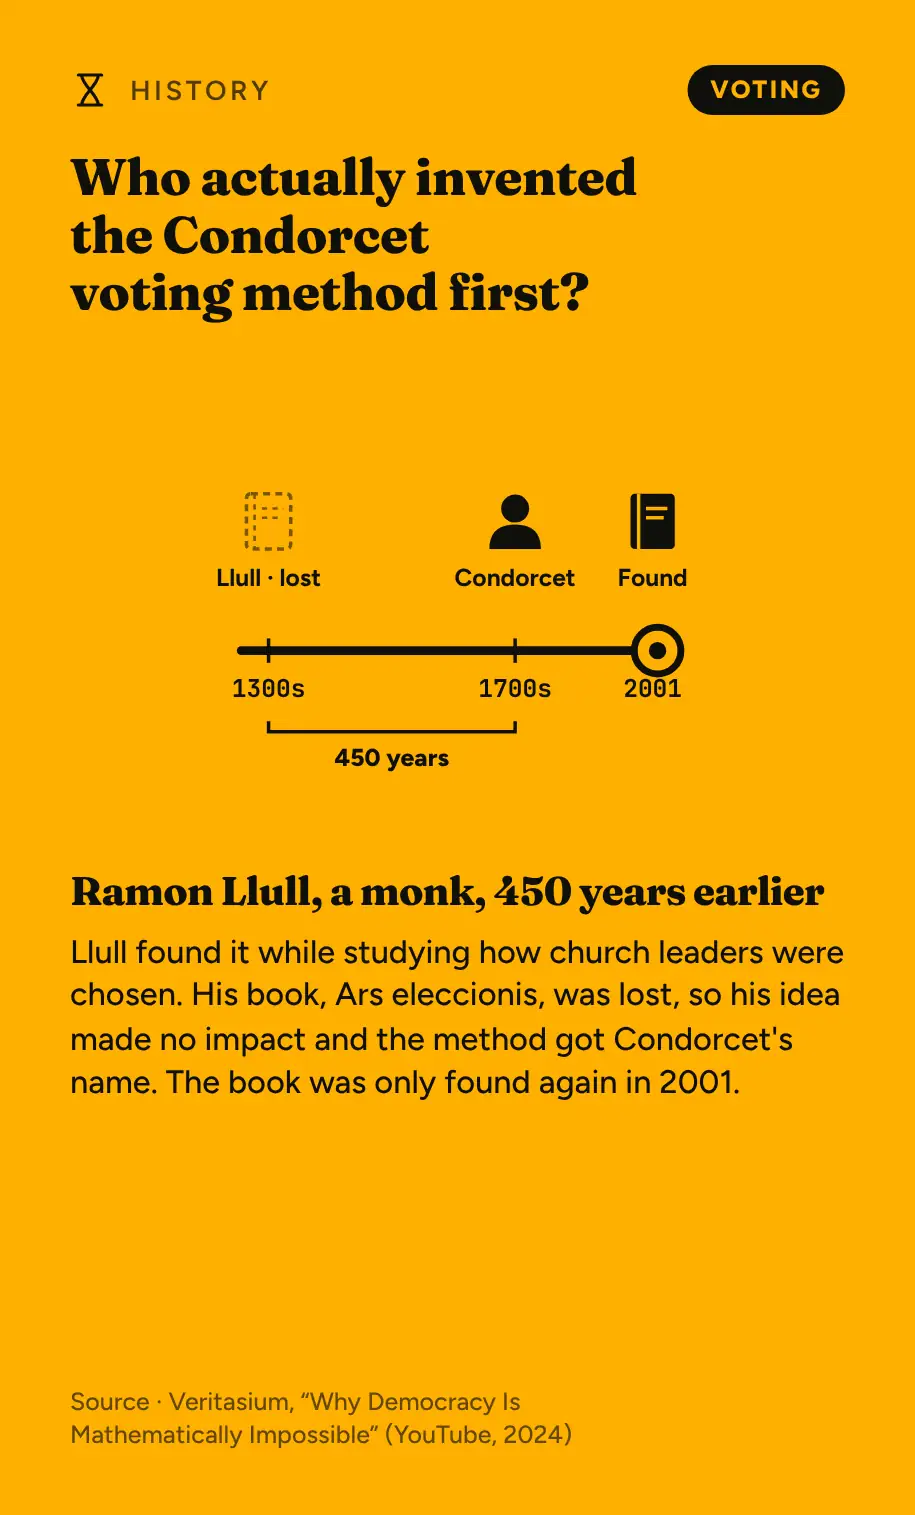 HISTORY
VOTING
Who actually invented
the Condorcet
voting method first?
Llull · lost
Condorcet
Found
1300s
1700s
2001
450 years
Ramon Llull, a monk, 450 years earlier
Llull found it while studying how church leaders were
chosen. His book, Ars eleccionis, was lost, so his idea
made no impact and the method got Condorcet's
name. The book was only found again in 2001.
Source · Veritasium, “Why Democracy Is
Mathematically Impossible” (YouTube, 2024)